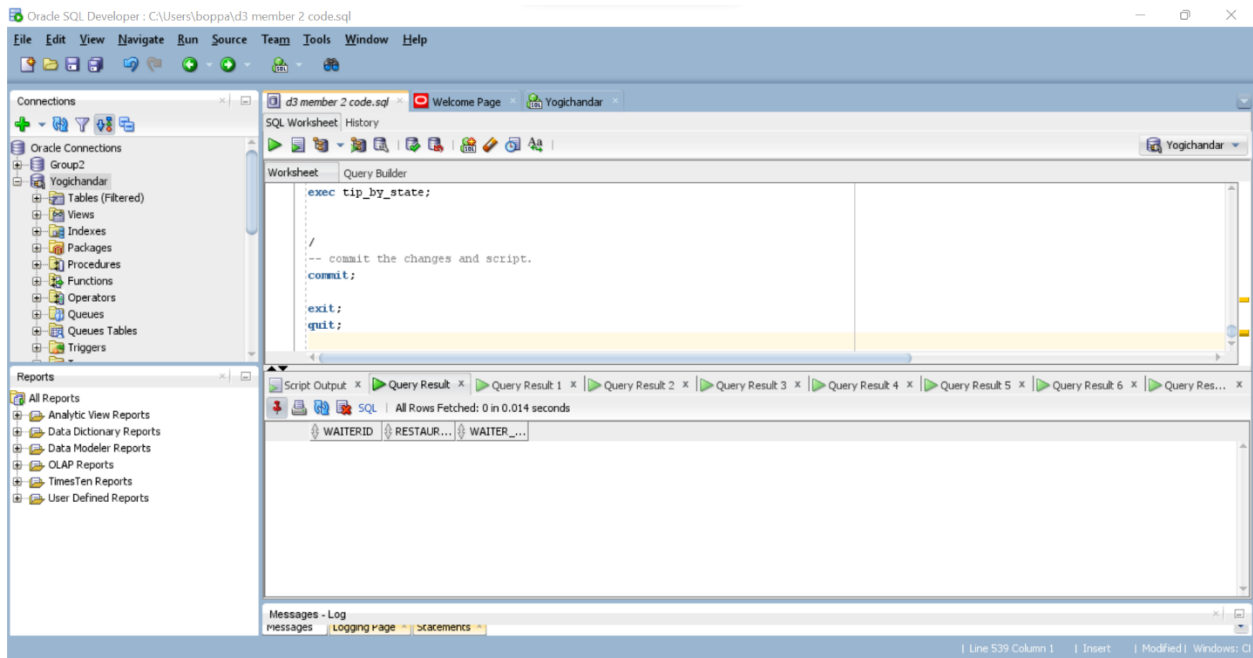 Oracle SQL Developer : C:\Users\boppa\d3 member 2 code.sql
File Edit View Navigate Run Source Team Tools Window Help
Connections
Oracle Connections
Group2
Yogichandar
Tables (Filtered)
Views
Indexes
Packages
Procedures
Functions
Operators
Queues
Queues Tables
Triggers
Reports
All Reports
Analytic View Reports
Data Dictionary Reports
Data Modeler Reports
OLAP Reports
TimesTen Reports
User Defined Reports
d3 member 2 code.sql Welcome Page Yogichandar
SQL Worksheet History
Yogichandar
Worksheet Query Builder
exec tip_by_state;
/
-- commit the changes and script.
commit;
exit;
quit;
Script Output Query Result Query Result 1 Query Result 2 Query Result 3 Query Result 4 Query Result 5 Query Result 6 Query Res...
SQL | All Rows Fetched: 0 in 0.014 seconds
WAITERID RESTAUR... WAITER_...
Messages - Log
Messages Logging Page Statements
| Line 539 Column 1 | Insert | Modified | Windows: Cl